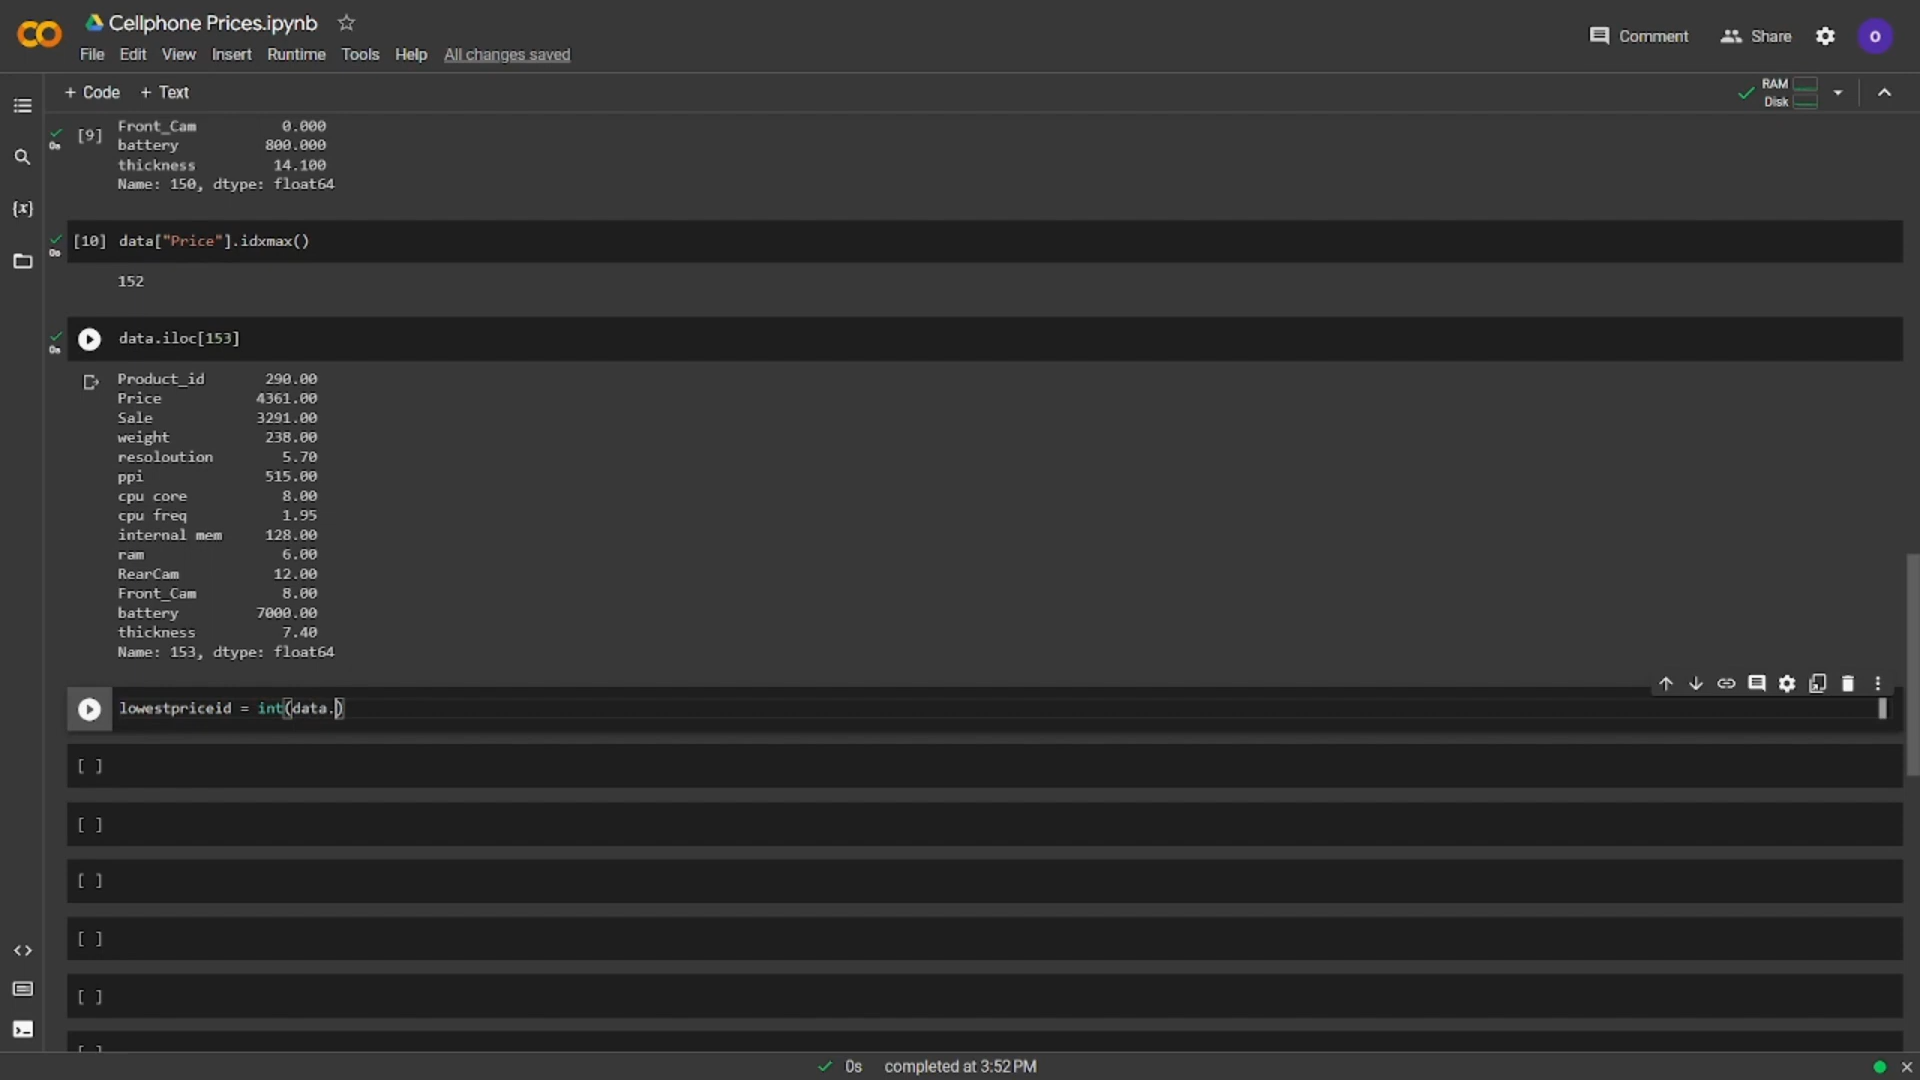 Cellphone Prices.ipynb
Comment
Share
O
File Edit View Insert Runtime Tools Help All changes saved
+ Code + Text
RAM
Disk
{x}
[9]
0s
Front_Cam 0.000
battery 800.000
thickness 14.100
Name: 150, dtype: float64
[10] data["Price"].idxmax()
0s
152
data.iloc[153]
0s
Product_id 290.00
Price 4361.00
Sale 3291.00
weight 238.00
resoloution 5.70
ppi 515.00
cpu core 8.00
cpu freq 1.95
internal mem 128.00
ram 6.00
RearCam 12.00
Front_Cam 8.00
battery 7000.00
thickness 7.40
Name: 153, dtype: float64
lowestpriceid = int(data.)
[ ]
[ ]
[ ]
[ ]
[ ]
[ ]
0s completed at 3:52 PM